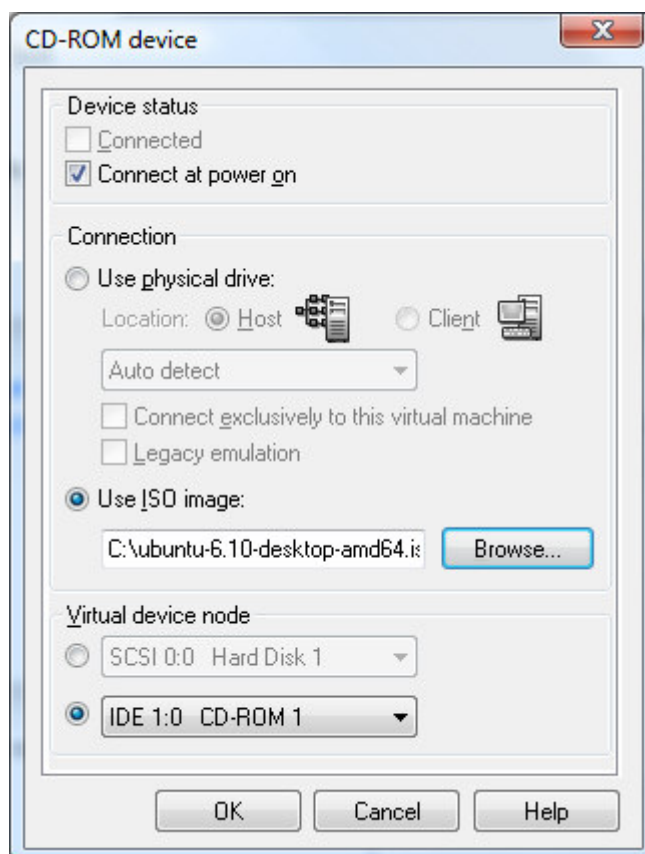 CD-ROM device
Device status
Connected
Connect at power on
Connection
Use physical drive:
Location: Host Client
Auto detect
Connect exclusively to this virtual machine
Legacy emulation
Use ISO image:
C:\ubuntu-6.10-desktop-amd64.is Browse...
Virtual device node
SCSI 0:0 Hard Disk 1
IDE 1:0 CD-ROM 1
OK Cancel Help